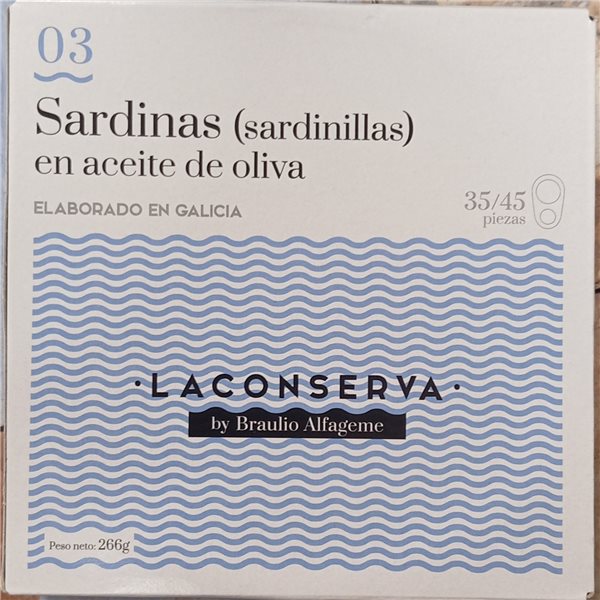 03
Sardinas (sardinillas)
en aceite de oliva
ELABORADO EN GALICIA
35/45
piezas
·LACONSERVA·
by Braulio Alfageme
Peso neto: 266g